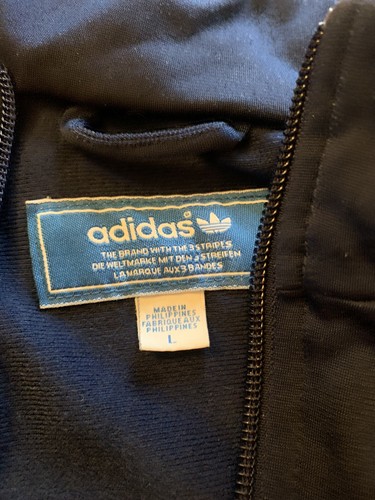 adidas®
THE BRAND WITH THE 3 STRIPES
DIE WELTMARKE MIT DEN 3 STREIFEN
LA MARQUE AUX 3 BANDES
MADE IN
PHILIPPINES
FABRIQUE AUX
PHILIPPINES
L